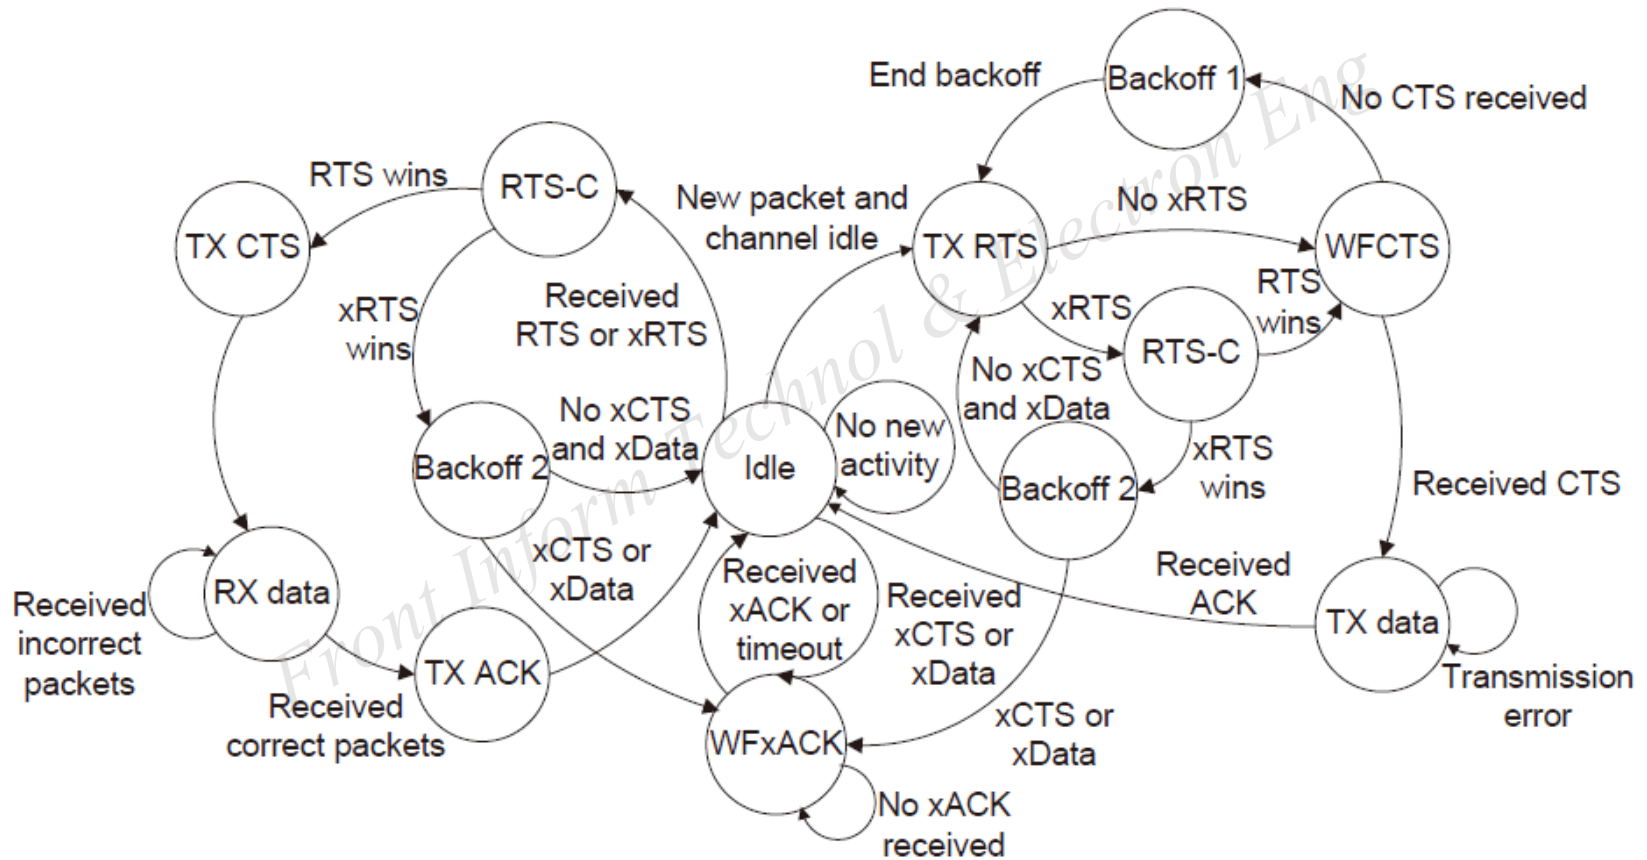 Backoff 1
End backoff
No CTS received
RTS wins
RTS-C
New packet and
channel idle
No xRTS
TX CTS
TX RTS
WFCTS
xRTS
wins
Received
RTS or xRTS
xRTS
RTS
wins
RTS-C
No xCTS
and xData
No xCTS
and xData
No new
activity
Backoff 2
Idle
Backoff 2
xRTS
wins
Received CTS
xCTS or
xData
Received
xACK or
timeout
Received
xCTS or
xData
Received
ACK
RX data
TX data
Received
incorrect
packets
TX ACK
Transmission
error
Received
correct packets
WFxACK
xCTS or
xData
No xACK
received
Front Inform Technol & Electron Eng